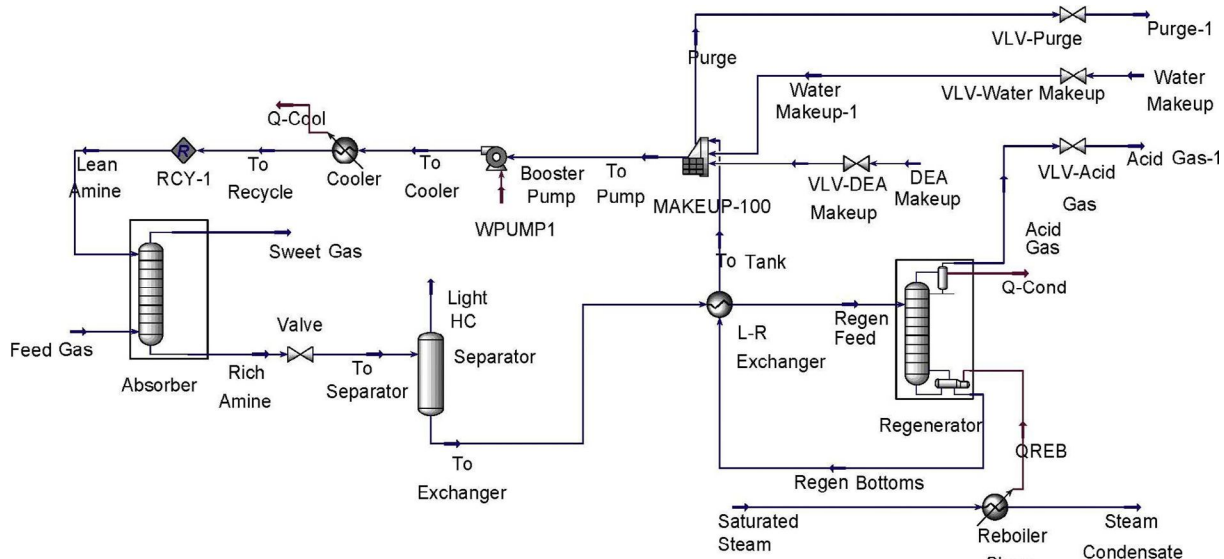 VLV-Purge
Purge-1
Purge
Water
Makeup-1
VLV-Water Makeup
Water
Makeup
Q-Cool
Lean
Amine
RCY-1
To
Recycle
Cooler
To
Cooler
Booster
Pump
WPUMP1
To
Pump
MAKEUP-100
VLV-DEA
Makeup
DEA
Makeup
VLV-Acid
Gas
Acid Gas-1
Acid
Gas
Sweet Gas
To Tank
Q-Cond
Feed Gas
Absorber
Rich
Amine
Valve
To
Separator
Light
HC
Separator
L-R
Exchanger
Regen
Feed
Regenerator
To
Exchanger
Regen Bottoms
QREB
Saturated
Steam
Reboiler
Steam
Condensate